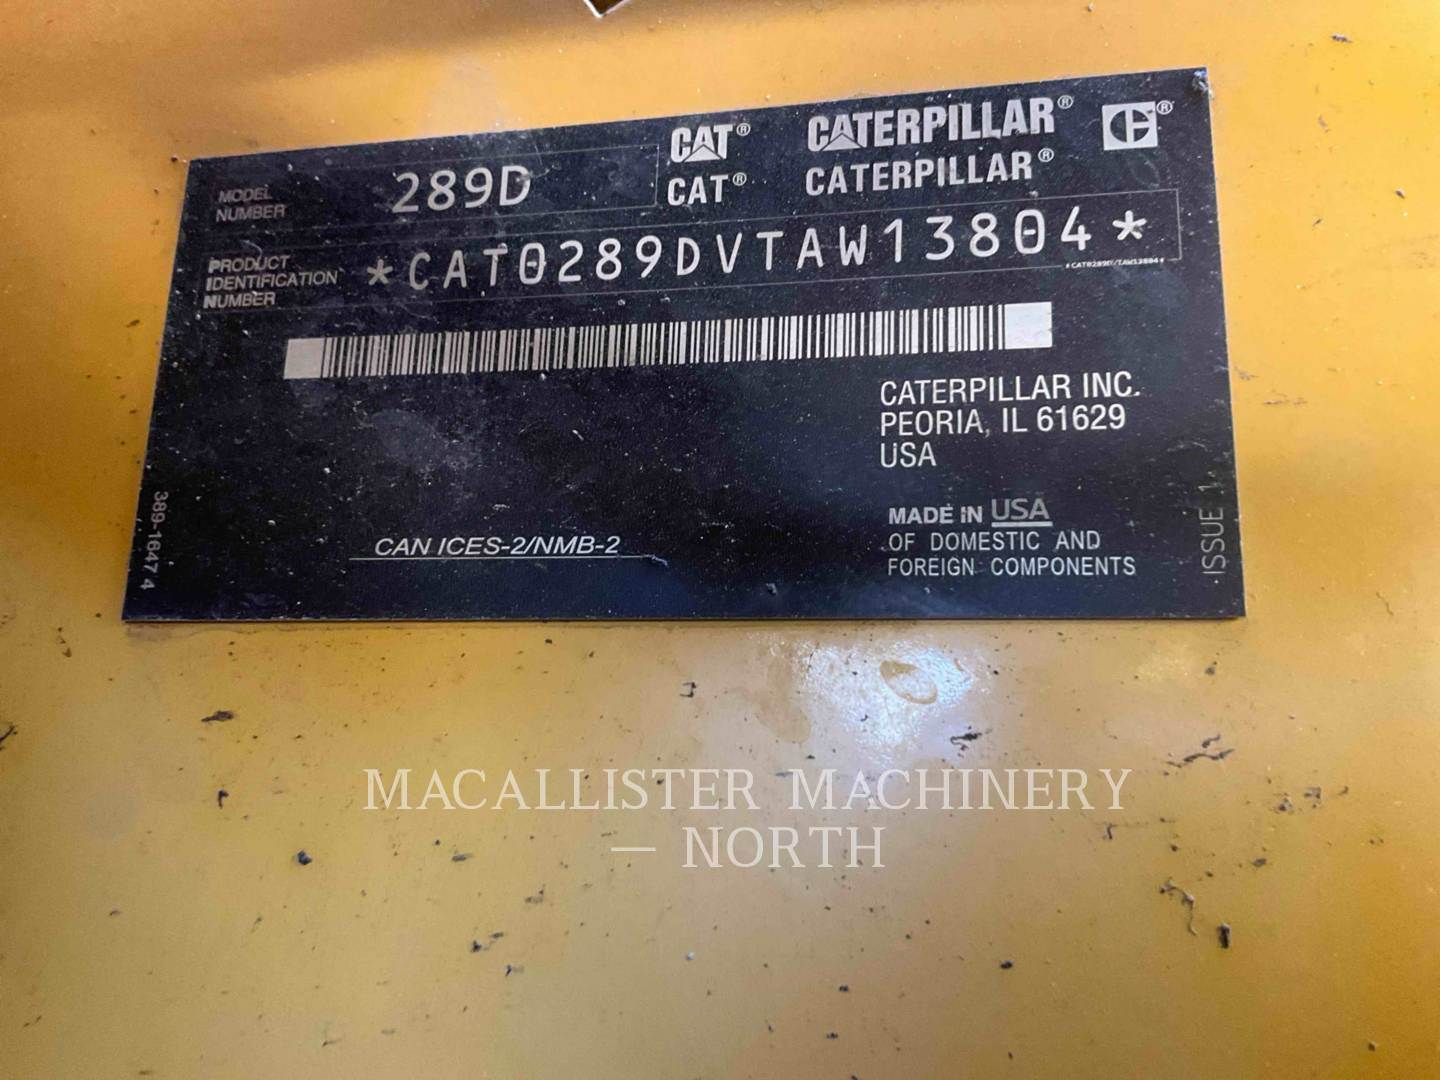 CAT® CATERPILLAR® C®
MODEL NUMBER 289D CAT® CATERPILLAR®
PRODUCT IDENTIFICATION NUMBER *CAT0289DVTAW13804*
*CAT0289DVTAW13804*
CATERPILLAR INC.
PEORIA, IL 61629
USA
MADE IN USA
OF DOMESTIC AND
FOREIGN COMPONENTS
CAN ICES-2/NMB-2
389-1647 4
ISSUE 1
MACALLISTER MACHINERY
— NORTH